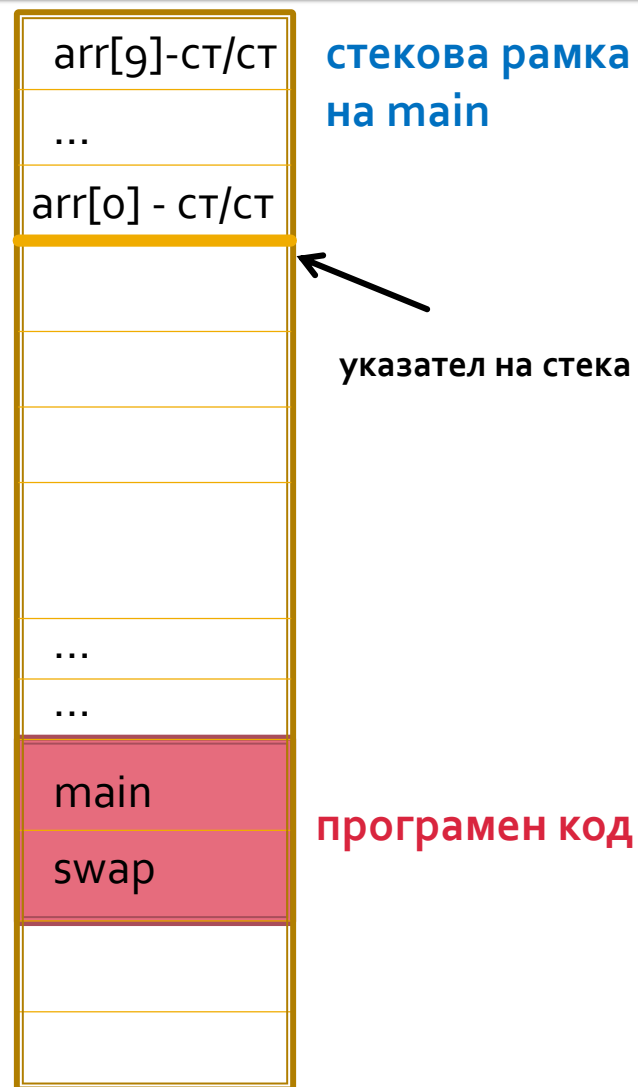 arr[9]-ст/ст
стекова рамка
на main
...
arr[0] - ст/ст
указател на стека
...
...
main
програмен код
swap